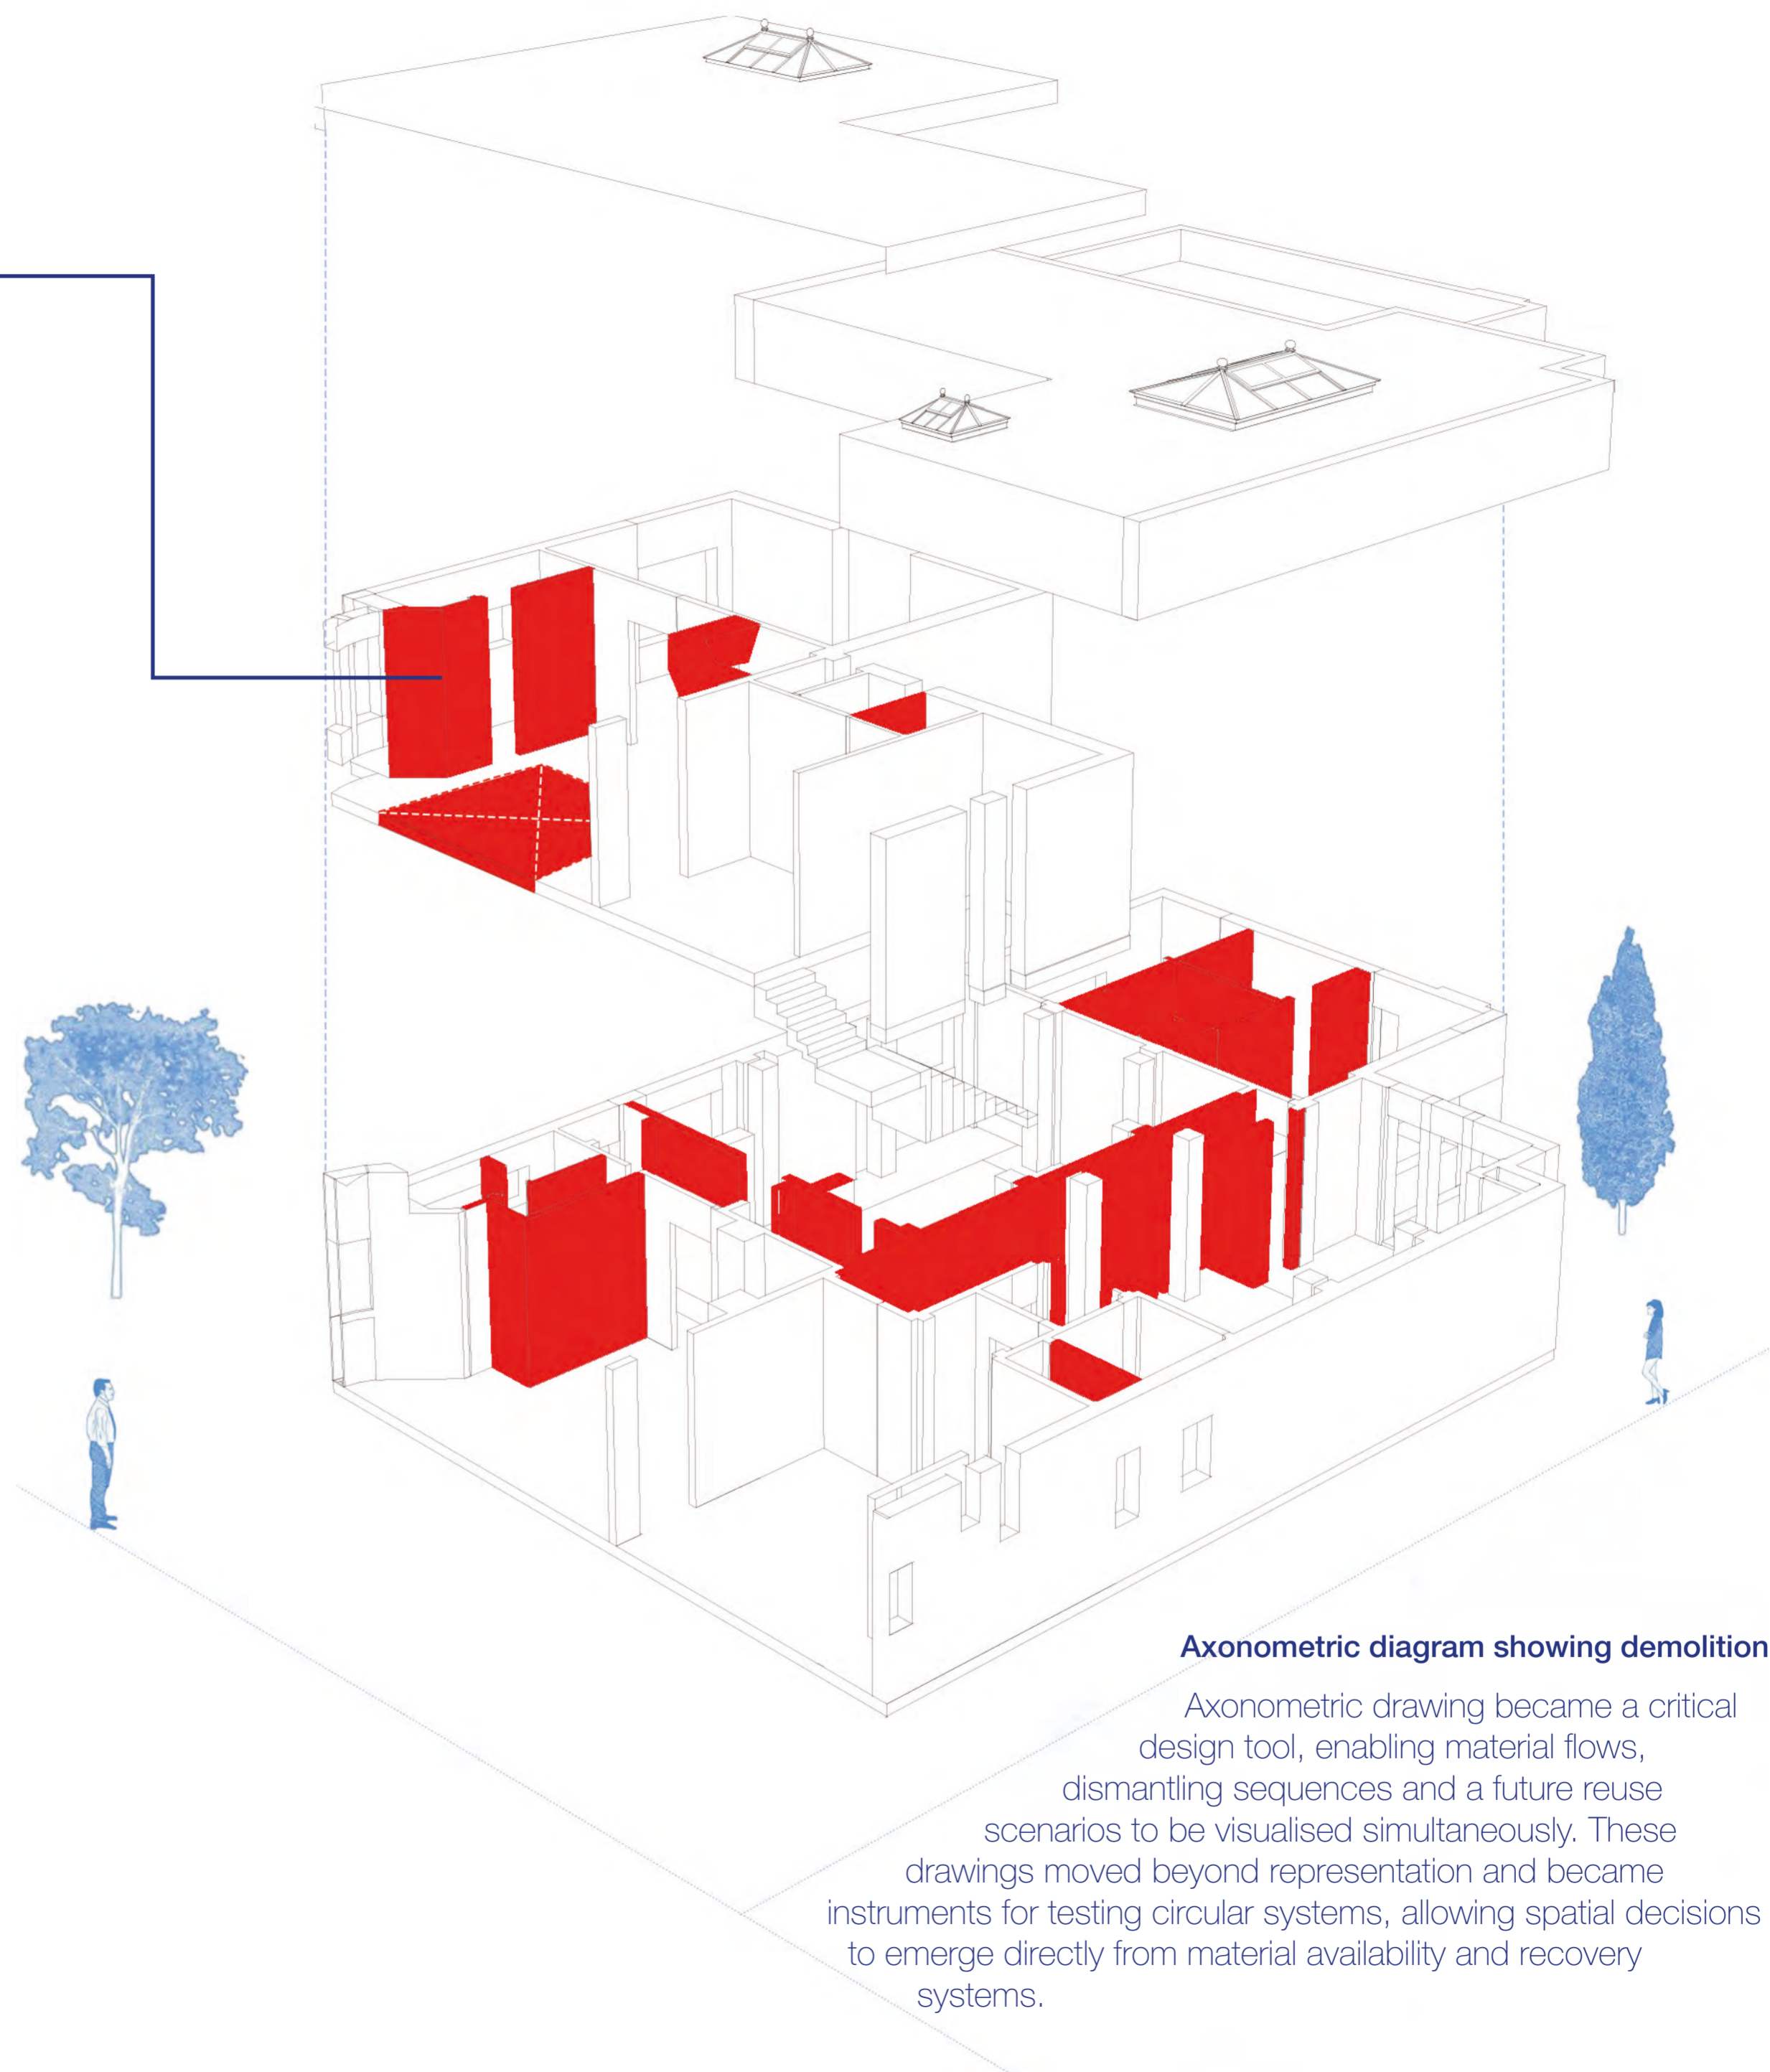 Axonometric diagram showing demolition
Axonometric drawing became a critical
design tool, enabling material flows,
dismantling sequences and a future reuse
scenarios to be visualised simultaneously. These
drawings moved beyond representation and became
instruments for testing circular systems, allowing spatial decisions
to emerge directly from material availability and recovery
systems.